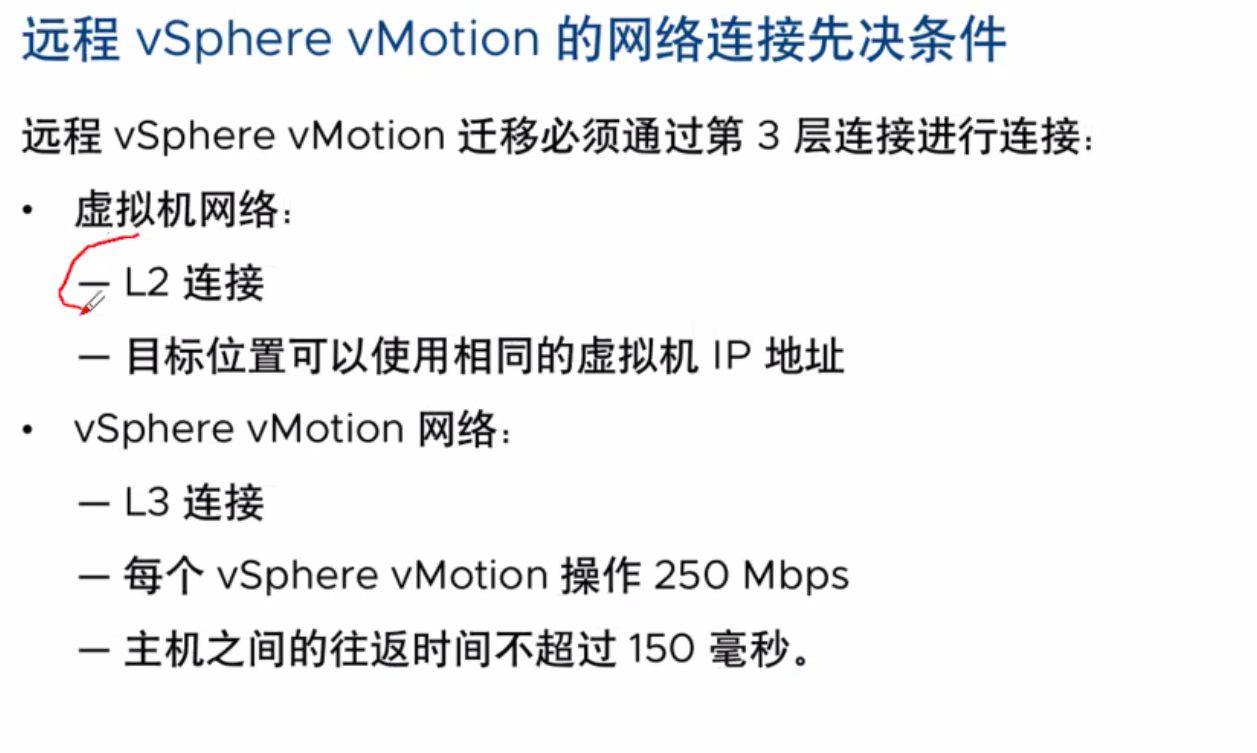 远程 vSphere vMotion 的网络连接先决条件
远程 vSphere vMotion 迁移必须通过第 3 层连接进行连接：
• 虚拟机网络：
— L2 连接
— 目标位置可以使用相同的虚拟机 IP 地址
• vSphere vMotion 网络：
— L3 连接
— 每个 vSphere vMotion 操作 250 Mbps
— 主机之间的往返时间不超过 150 毫秒。